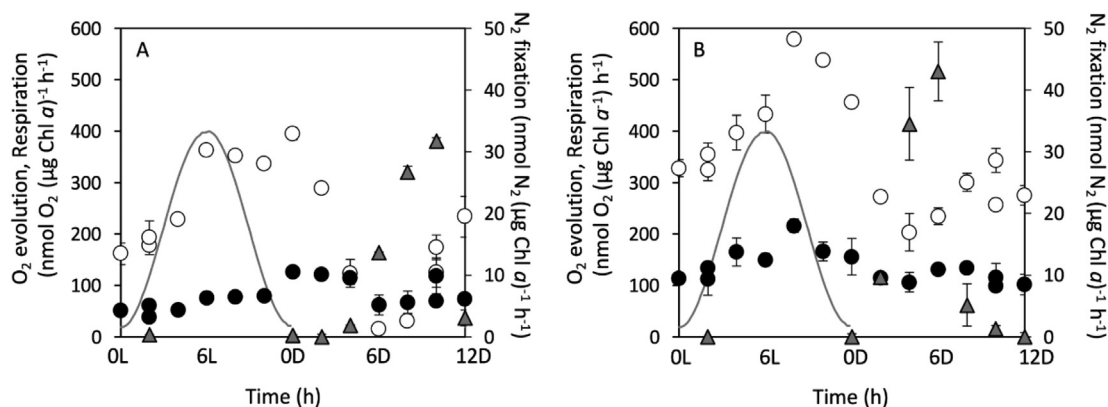 A
O₂ evolution, Respiration
(nmol O₂ (µg Chl a)⁻¹ h⁻¹)
600
500
400
300
200
100
0
50
40
30
20
10
0
N₂ fixation (nmol N₂ (µg Chl a)⁻¹ h⁻¹)
0L 6L 0D 6D 12D
Time (h)
B
O₂ evolution, Respiration
(nmol O₂ (µg Chl a⁻¹) h⁻¹)
600
500
400
300
200
100
0
50
40
30
20
10
0
N₂ fixation (nmol N₂ (µg Chl a)⁻¹ h⁻¹)
0L 6L 0D 6D 12D
Time (h)